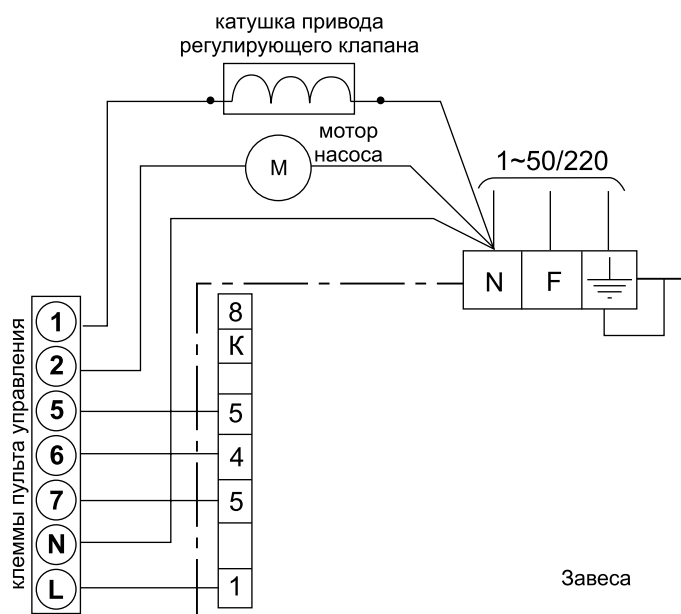 катушка привода
регулирующего клапана
мотор
насоса
M
1~50/220
N F
клеммы пульта управления
1
2
5
6
7
N
L
8
К
5
4
5
1
Завеса